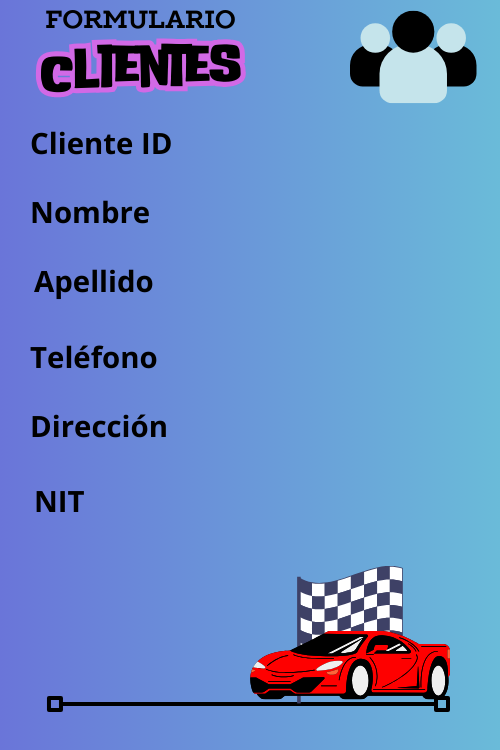 FORMULARIO
CLIENTES
Cliente ID
Nombre
Apellido
Teléfono
Dirección
NIT